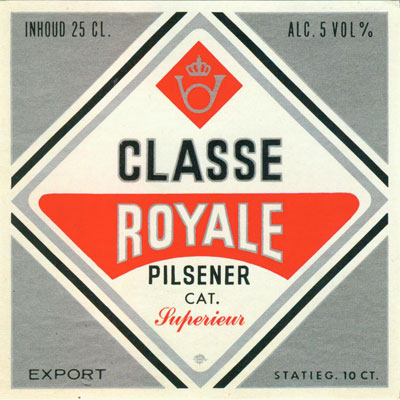 INHOUD 25 CL.
ALC. 5 VOL%
CLASSE
ROYALE
PILSENER
CAT.
Superieur
EXPORT
STATIEG. 10 CT.